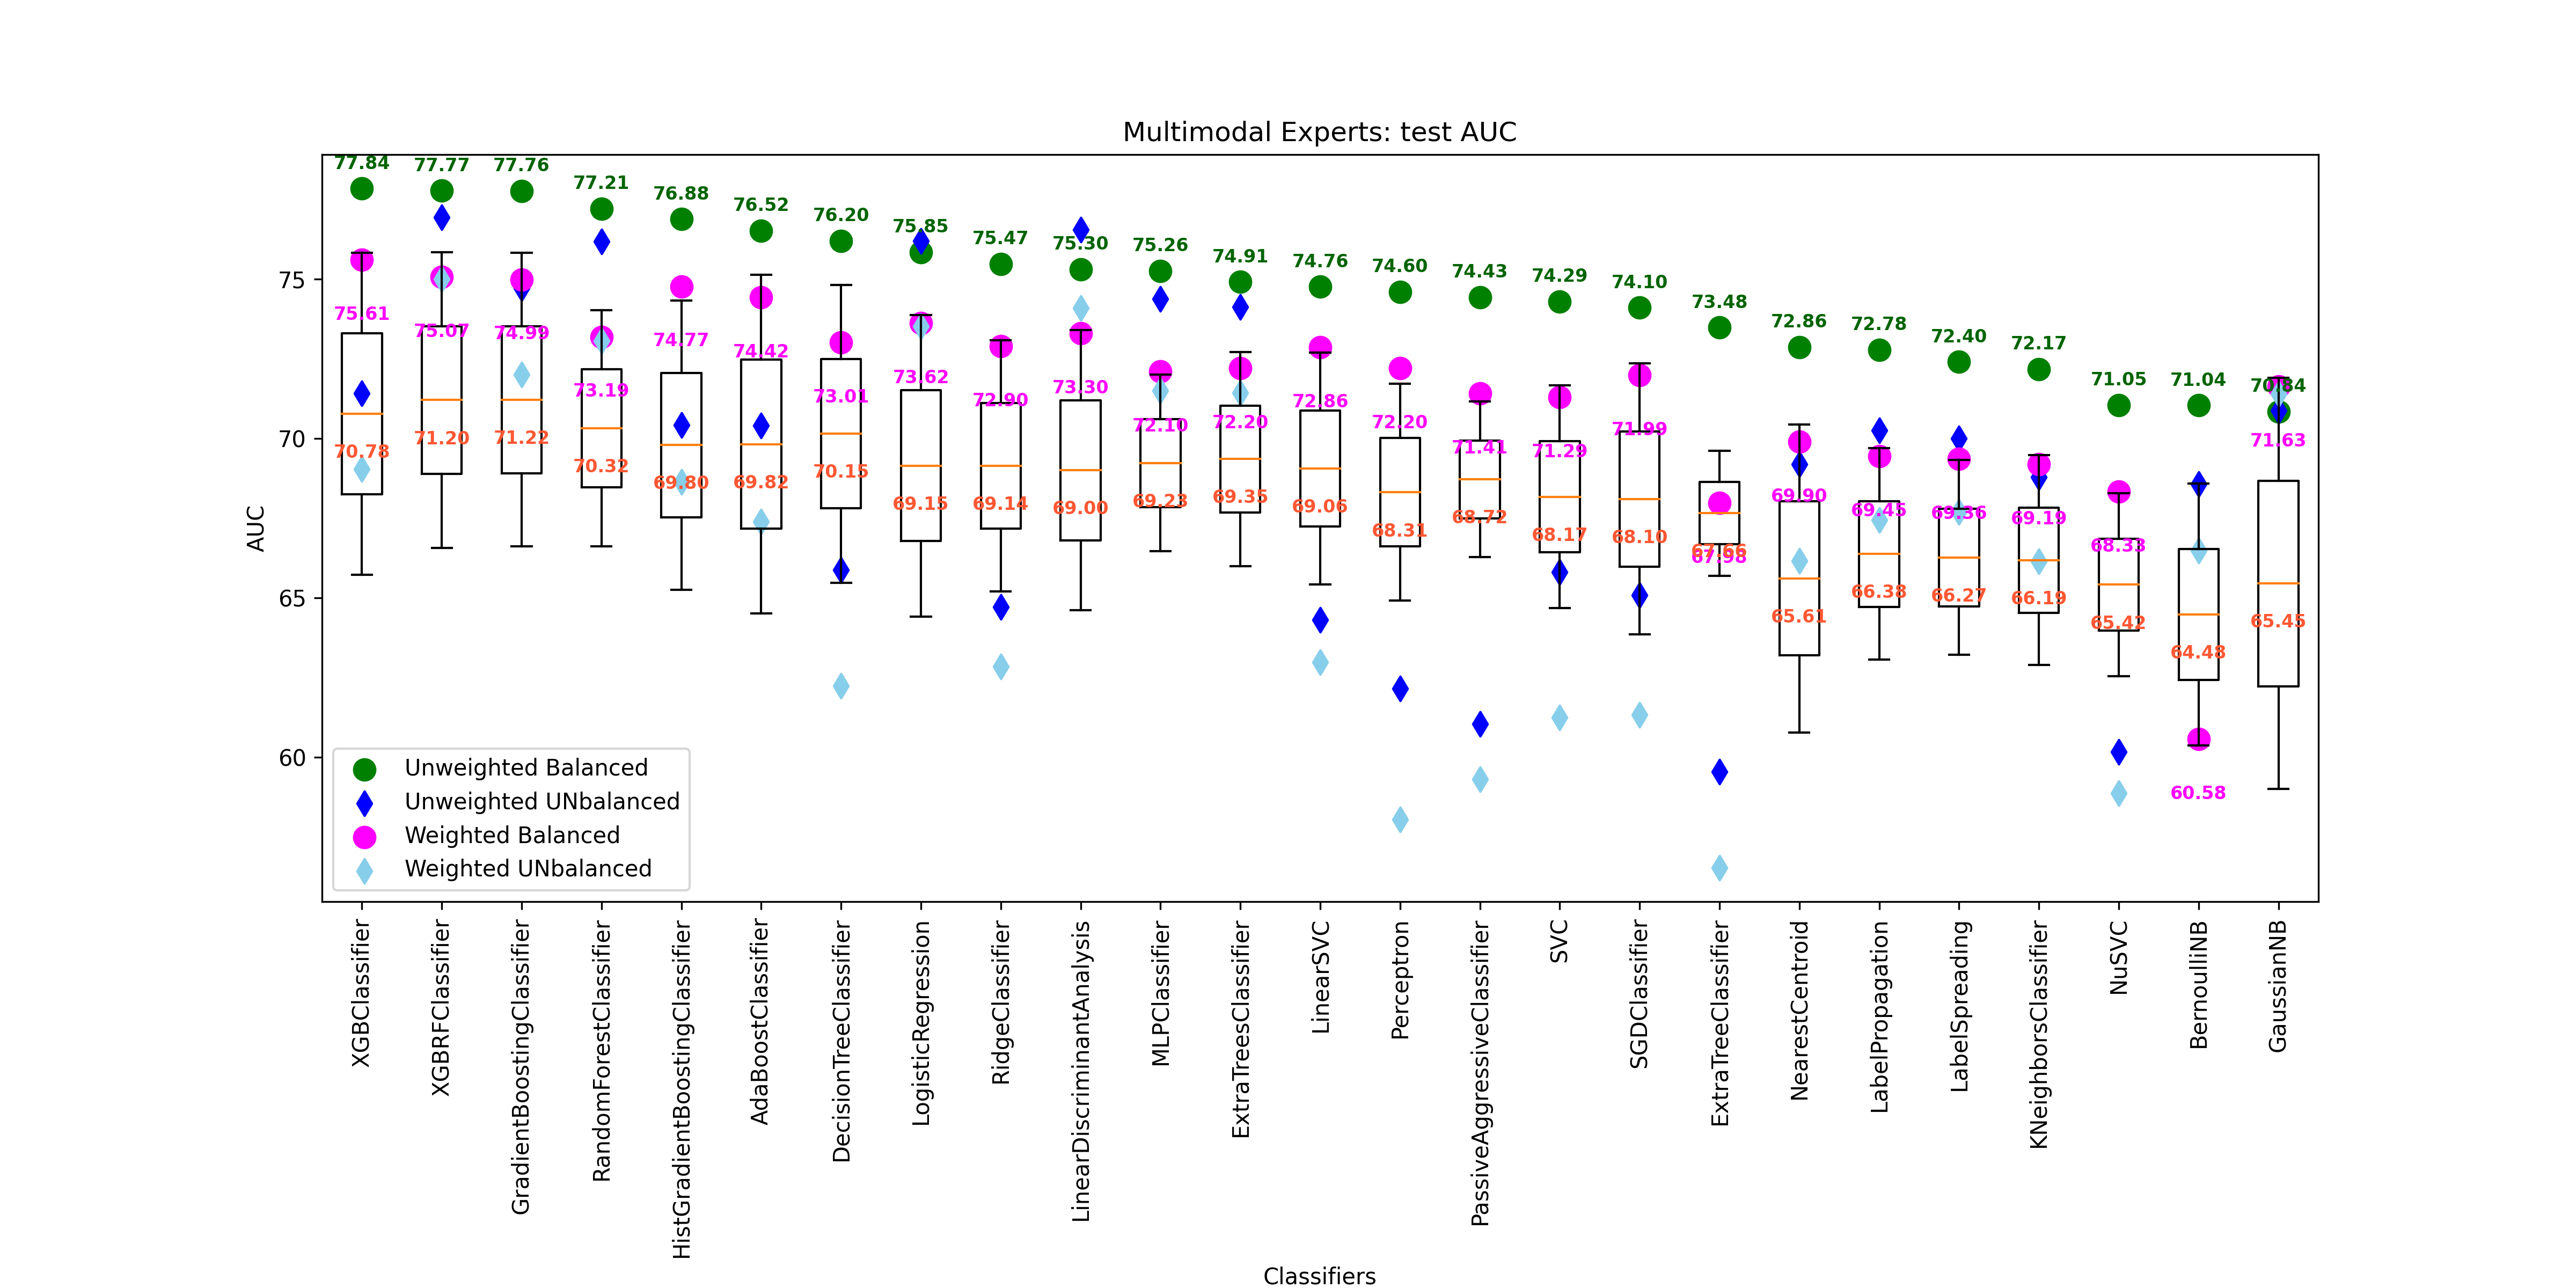 Multimodal Experts: test AUC
77.84
77.77
77.76
77.21
76.88
76.52
76.20
75.85
75.47
75.30
75.26
74.91
74.76
74.60
74.43
74.29
74.10
73.48
72.86
72.78
72.40
72.17
71.05
71.04
70.84
75.61
75.07
74.99
73.19
74.77
74.42
73.01
73.62
72.90
73.30
72.10
72.20
72.86
72.20
71.41
71.29
71.99
67.98
69.90
69.45
69.36
69.19
68.33
60.58
71.63
70.78
71.20
71.22
70.32
69.80
69.82
70.15
69.15
69.14
69.00
69.23
69.35
69.06
68.31
68.72
68.17
68.10
67.66
65.61
66.38
66.27
66.19
65.42
64.48
65.45
AUC
75
70
65
60
Unweighted Balanced
Unweighted UNbalanced
Weighted Balanced
Weighted UNbalanced
XGBClassifier
XGBRFClassifier
GradientBoostingClassifier
RandomForestClassifier
HistGradientBoostingClassifier
AdaBoostClassifier
DecisionTreeClassifier
LogisticRegression
RidgeClassifier
LinearDiscriminantAnalysis
MLPClassifier
ExtraTreesClassifier
LinearSVC
Perceptron
PassiveAggressiveClassifier
SVC
SGDClassifier
ExtraTreeClassifier
NearestCentroid
LabelPropagation
LabelSpreading
KNeighborsClassifier
NuSVC
BernoulliNB
GaussianNB
Classifiers